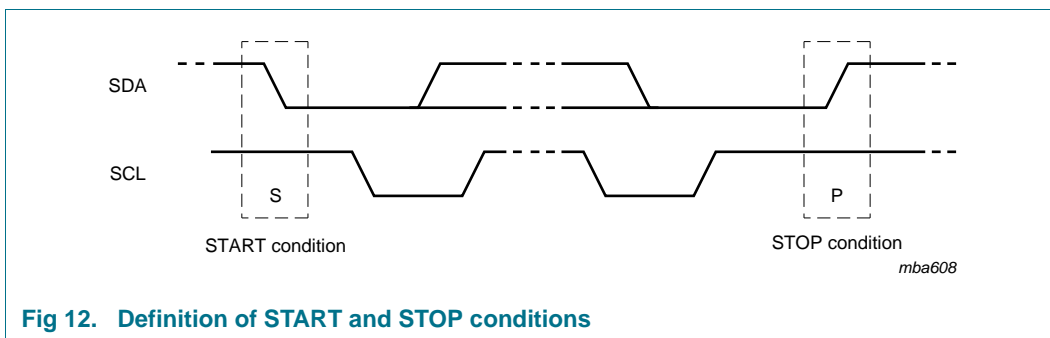 SDA
SCL
S
P
START condition
STOP condition
mba608
Fig 12. Definition of START and STOP conditions